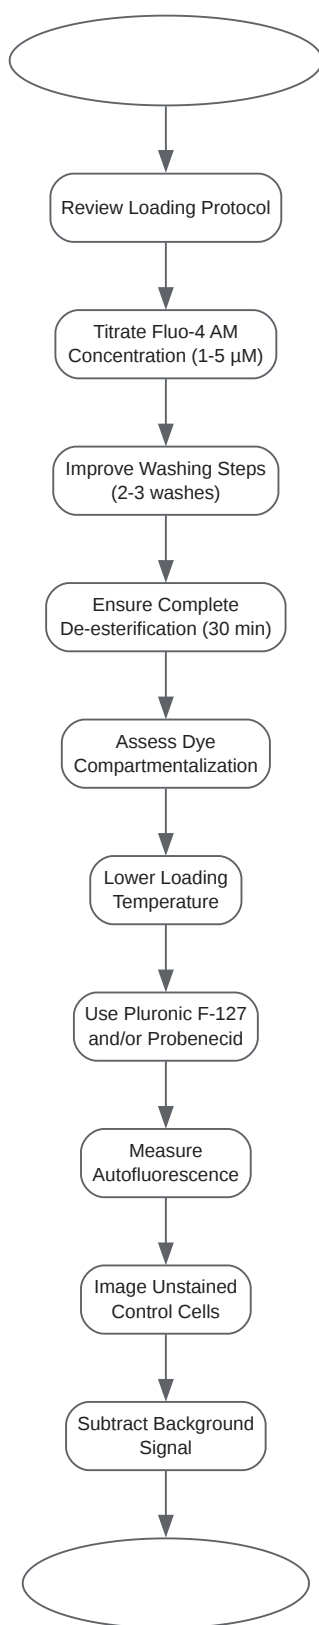 Review Loading Protocol
Titrate Fluo-4 AM
Concentration (1-5 µM)
Improve Washing Steps
(2-3 washes)
Ensure Complete
De-esterification (30 min)
Assess Dye
Compartmentalization
Lower Loading
Temperature
Use Pluronic F-127
and/or Probenecid
Measure
Autofluorescence
Image Unstained
Control Cells
Subtract Background
Signal